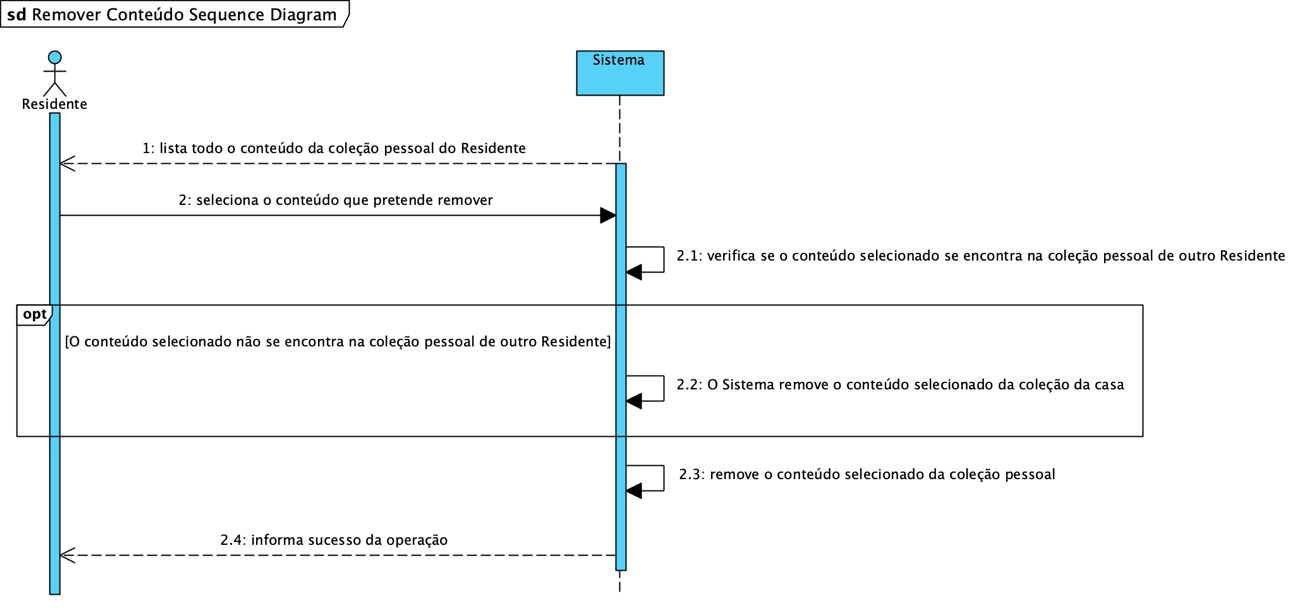 sd Remover Conteúdo Sequence Diagram
Sistema
Residente
1: lista todo o conteúdo da coleção pessoal do Residente
2: seleciona o conteúdo que pretende remover
2.1: verifica se o conteúdo selecionado se encontra na coleção pessoal de outro Residente
opt
[O conteúdo selecionado não se encontra na coleção pessoal de outro Residente]
2.2: O Sistema remove o conteúdo selecionado da coleção da casa
2.3: remove o conteúdo selecionado da coleção pessoal
2.4: informa sucesso da operação